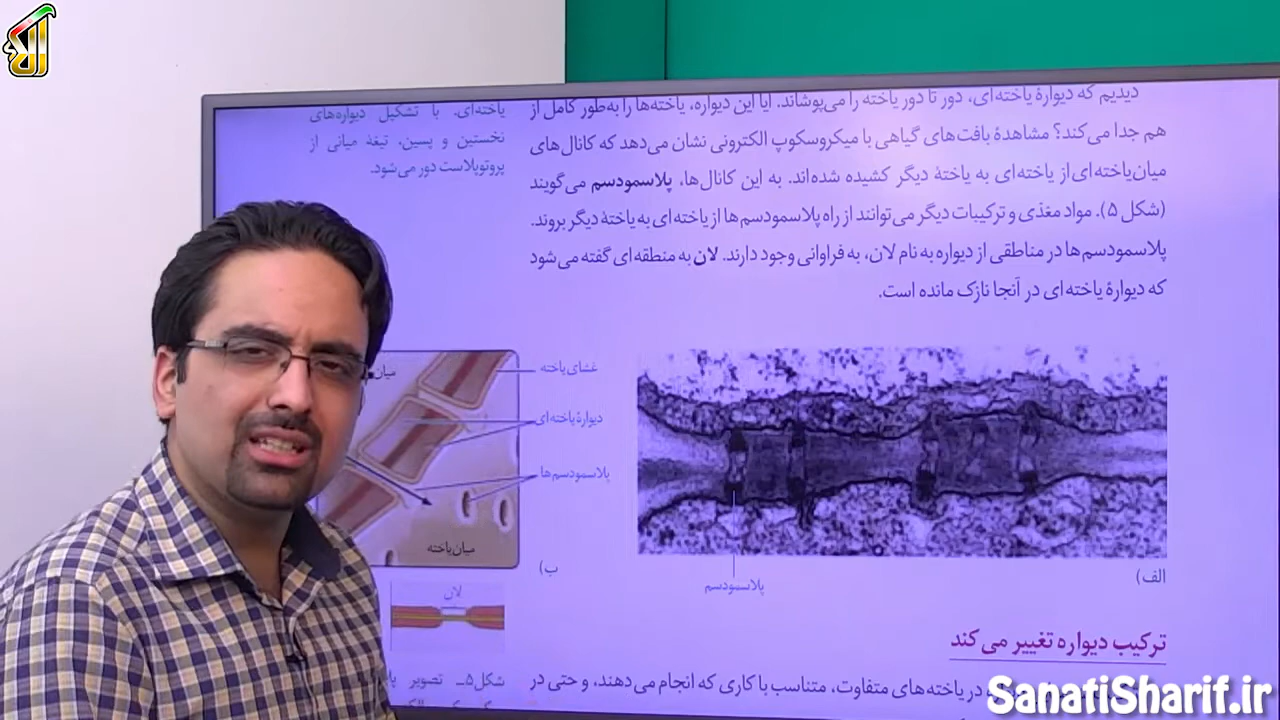 دیدیم که دیوارهٔ یاخته‌ای، دور تا دور یاخته را می‌پوشاند. آیا این دیواره، یاخته‌ها را به‌طور کامل از
هم جدا می‌کند؟ مشاهدهٔ بافت‌های گیاهی با میکروسکوپ الکترونی نشان می‌دهد که کانال‌های
میان‌یاخته‌ای از یاخته‌ای به یاختهٔ دیگر کشیده شده‌اند. به این کانال‌ها، پلاسمودسم می‌گویند
(شکل ۵). مواد مغذی و ترکیبات دیگر می‌توانند از راه پلاسمودسم‌ها از یاخته‌ای به یاختهٔ دیگر بروند.
پلاسمودسم‌ها در مناطقی از دیواره به نام لان، به فراوانی وجود دارند. لان به منطقه‌ای گفته می‌شود
که دیوارهٔ یاخته‌ای در آنجا نازک مانده است.
یاخته‌ای. با تشکیل دیواره‌های
نخستین و پسین، تیغهٔ میانی از
پروتوپلاست دور می‌شود.
غشای یاخته
دیوارهٔ یاخته‌ای
پلاسمودسم‌ها
میان
میان‌یاخته
ب)
پلاسمودسم
الف)
لان
شکل ۵ــ تصویر
ترکیب دیواره تغییر می‌کند
در یاخته‌های متفاوت، متناسب با کاری که انجام می‌دهند، و حتی در
SanatiSharif.ir